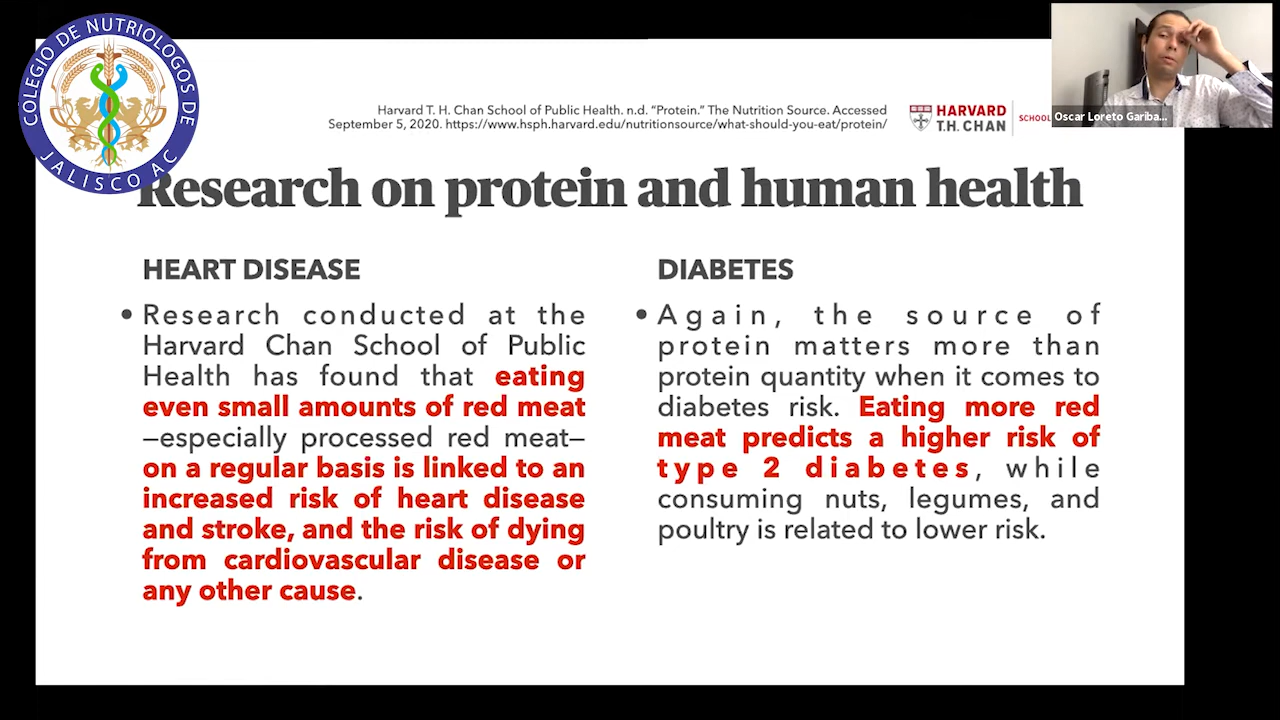 COLEGIO DE NUTRIOLOGOS DE
JALISCO AC
Harvard T. H. Chan School of Public Health. n.d. “Protein.” The Nutrition Source. Accessed
September 5, 2020. https://www.hsph.harvard.edu/nutritionsource/what-should-you-eat/protein/
HARVARD
T.H. CHAN
SCHOOL
Oscar Loreto Gariba...
Research on protein and human health
HEART DISEASE
• Research conducted at the
Harvard Chan School of Public
Health has found that eating
even small amounts of red meat
—especially processed red meat—
on a regular basis is linked to an
increased risk of heart disease
and stroke, and the risk of dying
from cardiovascular disease or
any other cause.
DIABETES
• Again, the source of
protein matters more than
protein quantity when it comes to
diabetes risk. Eating more red
meat predicts a higher risk of
type 2 diabetes, while
consuming nuts, legumes, and
poultry is related to lower risk.